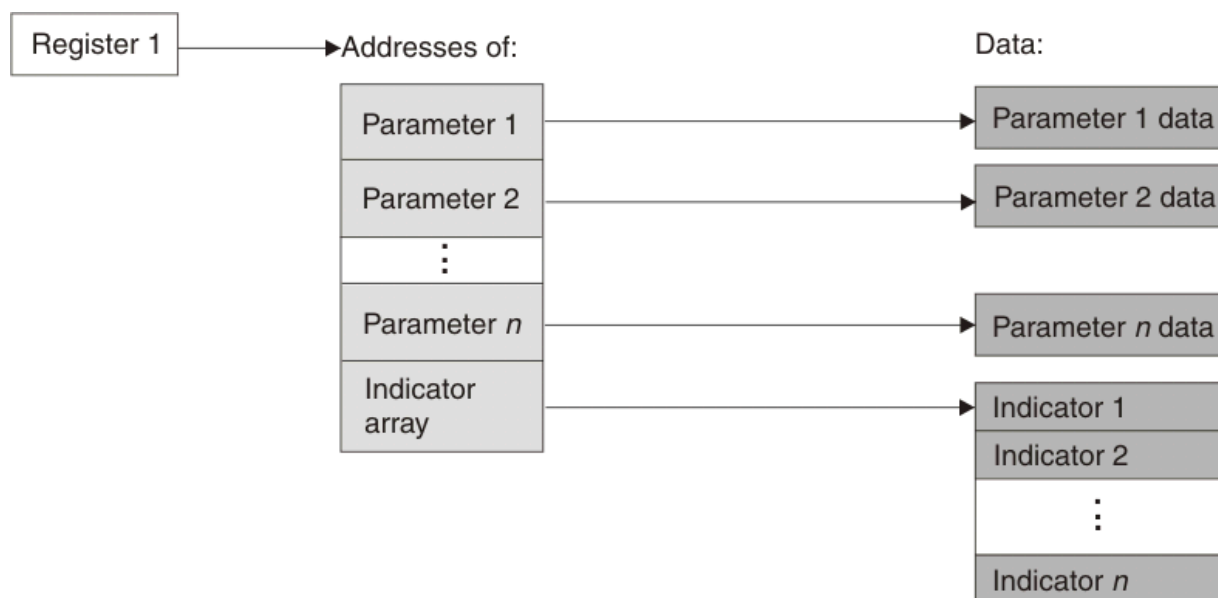 Register 1
Addresses of:
Data:
Parameter 1
Parameter 1 data
Parameter 2
Parameter 2 data
⋮
Parameter n
Parameter n data
Indicator
array
Indicator 1
Indicator 2
⋮
Indicator n